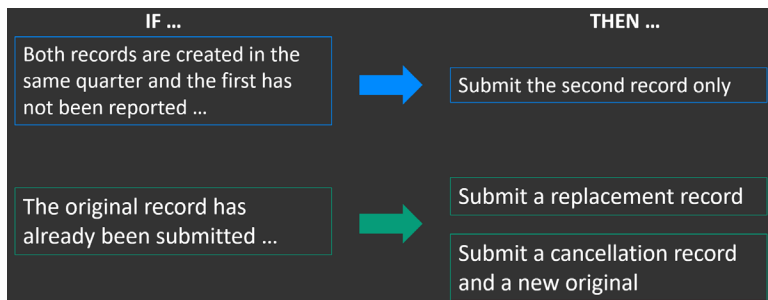 IF ...
THEN ...
Both records are created in the
same quarter and the first has
not been reported ...
Submit the second record only
The original record has
already been submitted ...
Submit a replacement record
Submit a cancellation record
and a new original